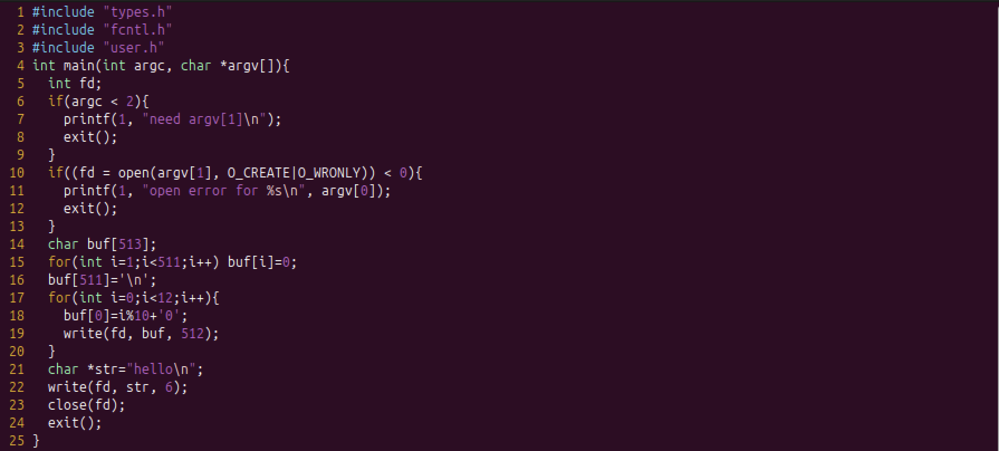 1 #include "types.h"
2 #include "fcntl.h"
3 #include "user.h"
4 int main(int argc, char *argv[]){
5   int fd;
6   if(argc < 2){
7     printf(1, "need argv[1]\n");
8     exit();
9   }
10   if((fd = open(argv[1], O_CREATE|O_WRONLY)) < 0){
11     printf(1, "open error for %s\n", argv[0]);
12     exit();
13   }
14   char buf[513];
15   for(int i=1;i<511;i++) buf[i]=0;
16   buf[511]='\n';
17   for(int i=0;i<12;i++){
18     buf[0]=i%10+'0';
19     write(fd, buf, 512);
20   }
21   char *str="hello\n";
22   write(fd, str, 6);
23   close(fd);
24   exit();
25 }